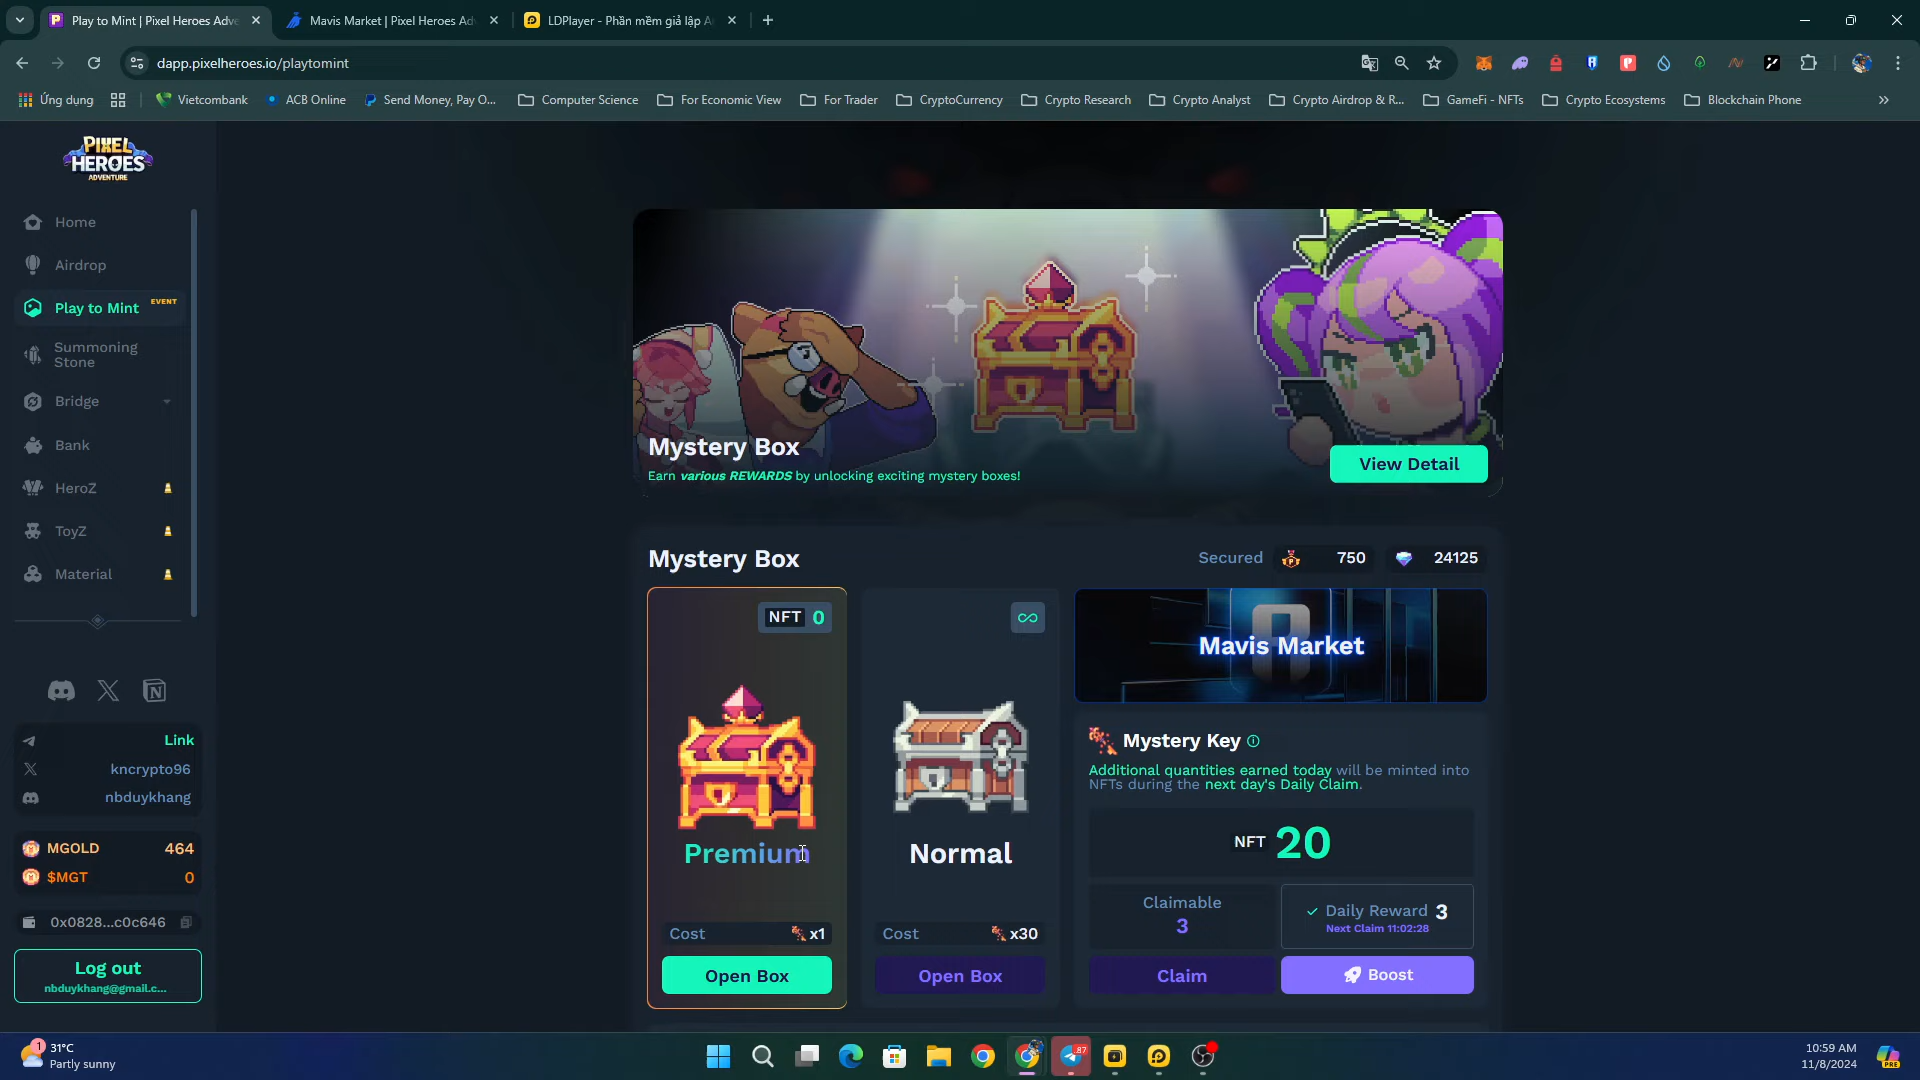 Play to Mint | Pixel Heroes Adve
Mavis Market | Pixel Heroes Ad
LDPlayer - Phần mềm giả lập A
dapp.pixelheroes.io/playtomint
Ứng dụng
Vietcombank
ACB Online
Send Money, Pay O...
Computer Science
For Economic View
For Trader
CryptoCurrency
Crypto Research
Crypto Analyst
Crypto Airdrop & R...
GameFi - NFTs
Crypto Ecosystems
Blockchain Phone
PIXEL
HEROES
ADVENTURE
Home
Airdrop
Play to Mint EVENT
Summoning
Stone
Bridge
Bank
HeroZ
ToyZ
Material
Link
kncrypto96
nbduykhang
MGOLD 464
$MGT 0
0x0828...c0c646
Log out
nbduykhang@gmail.c...
Mystery Box
Earn various REWARDS by unlocking exciting mystery boxes!
View Detail
Mystery Box
Secured 750 24125
NFT 0
Premium
Cost x1
Open Box
Normal
Cost x30
Open Box
Mavis Market
Mystery Key
Additional quantities earned today will be minted into
NFTs during the next day's Daily Claim.
NFT 20
Claimable
3
Daily Reward 3
Next Claim 11:02:28
Claim
Boost
1
31°C
Partly sunny
87
10:59 AM
11/8/2024
PRE